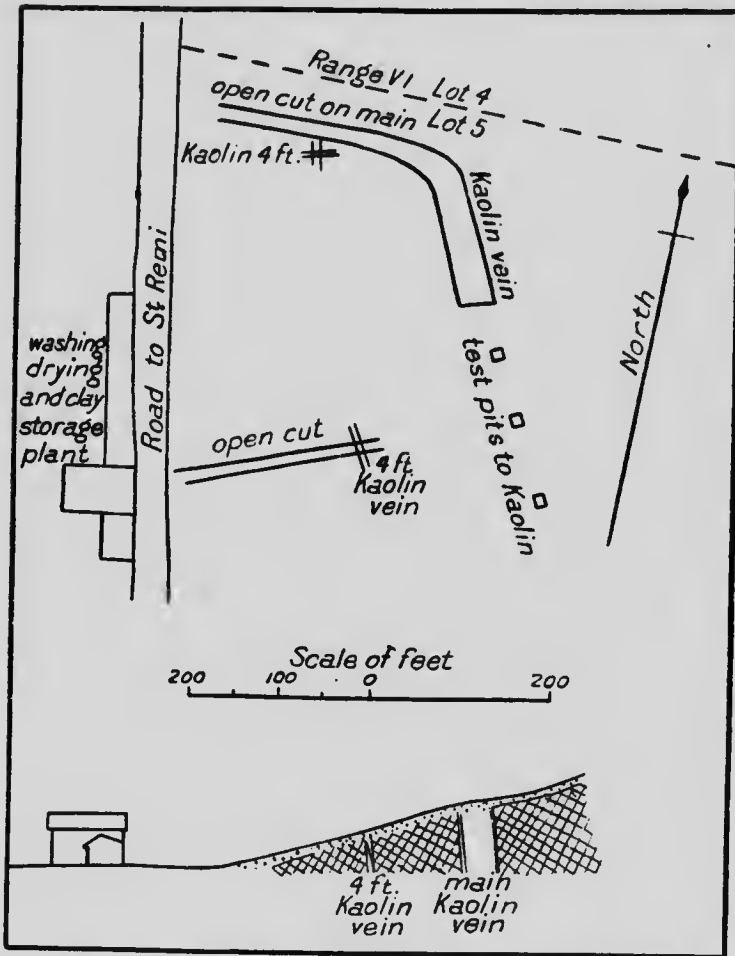 Range VI Lot 4
open cut on main Lot 5
Kaolin 4 ft.
Kaolin vein
Road to St Remi
North
washing
drying
and clay
storage
plant
test pits to Kaolin
open cut
4 ft.
Kaolin
vein
Scale of feet
200 100 0 200
4 ft.
Kaolin
vein
main
Kaolin
vein